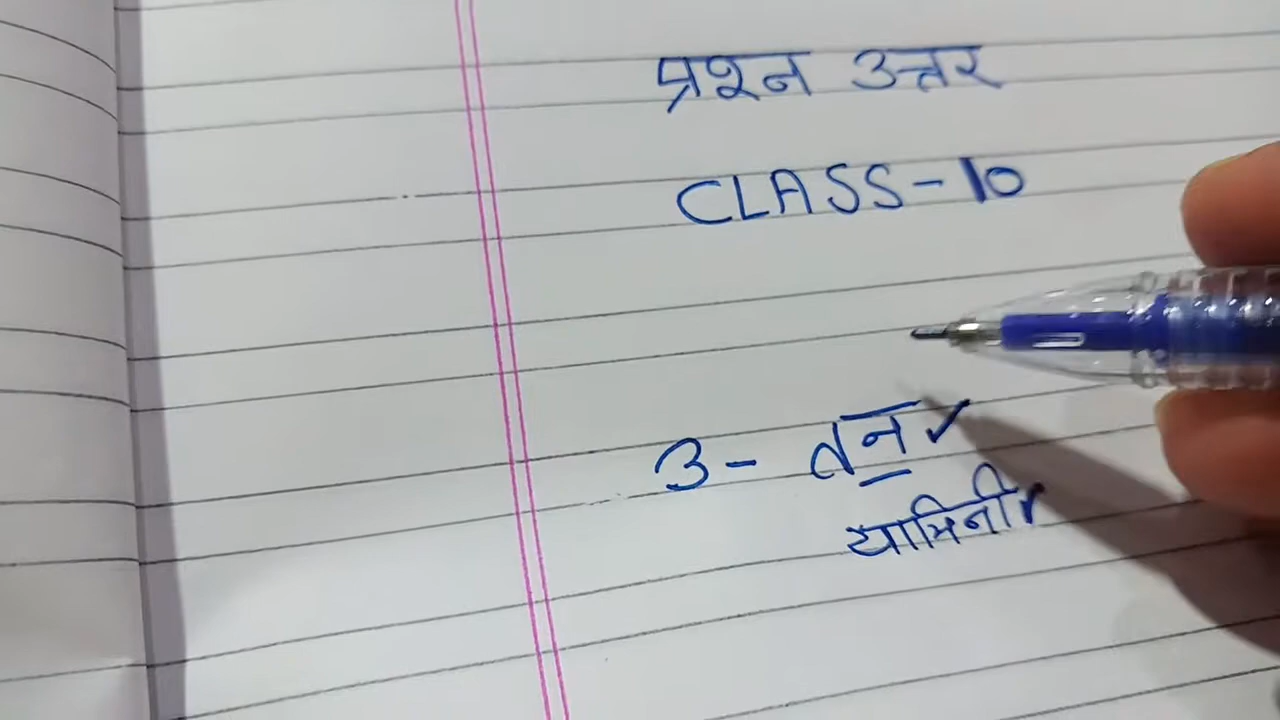 प्रश्न उत्तर
CLASS-10
3- तन ✓
यामिनी ✓